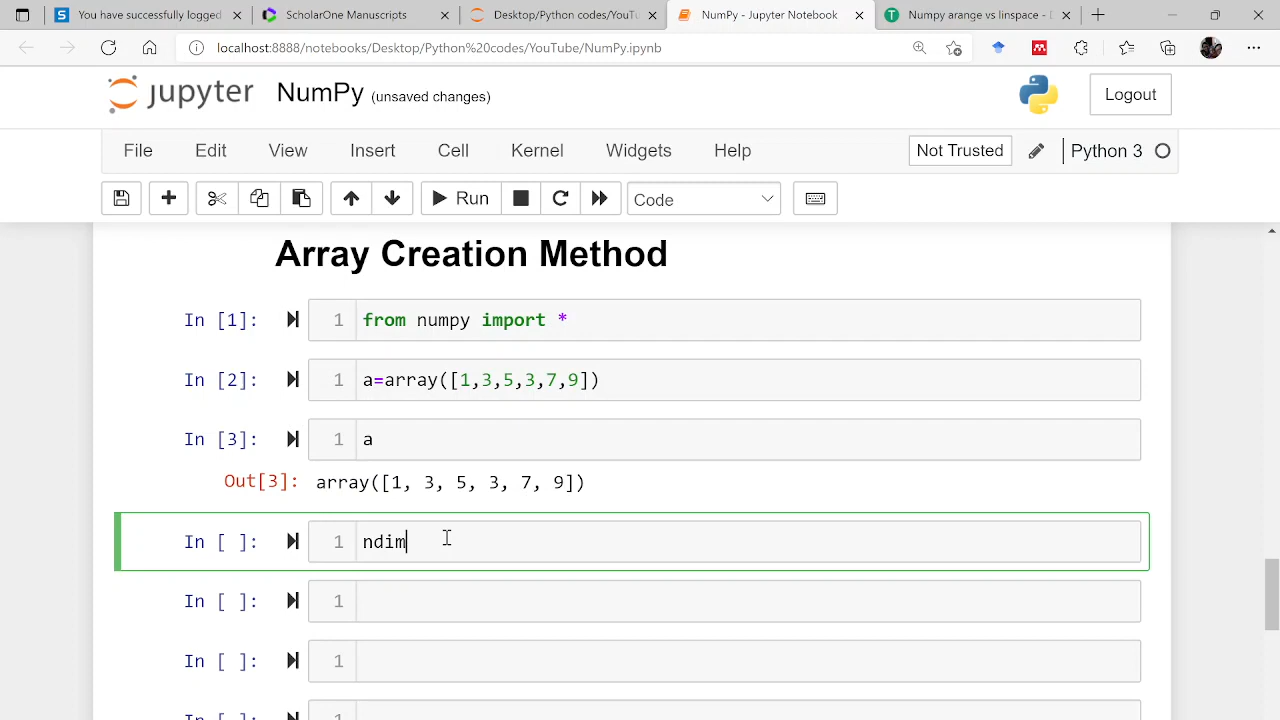 You have successfully logged
ScholarOne Manuscripts
Desktop/Python codes/YouTu
NumPy - Jupyter Notebook
Numpy arange vs linspace - [
localhost:8888/notebooks/Desktop/Python%20codes/YouTube/NumPy.ipynb
jupyter NumPy (unsaved changes)
Logout
File Edit View Insert Cell Kernel Widgets Help
Not Trusted
Python 3
Run
Code
Array Creation Method
In [1]: 1 from numpy import *
In [2]: 1 a=array([1,3,5,3,7,9])
In [3]: 1 a
Out[3]: array([1, 3, 5, 3, 7, 9])
In [ ]: 1 ndim
In [ ]: 1
In [ ]: 1